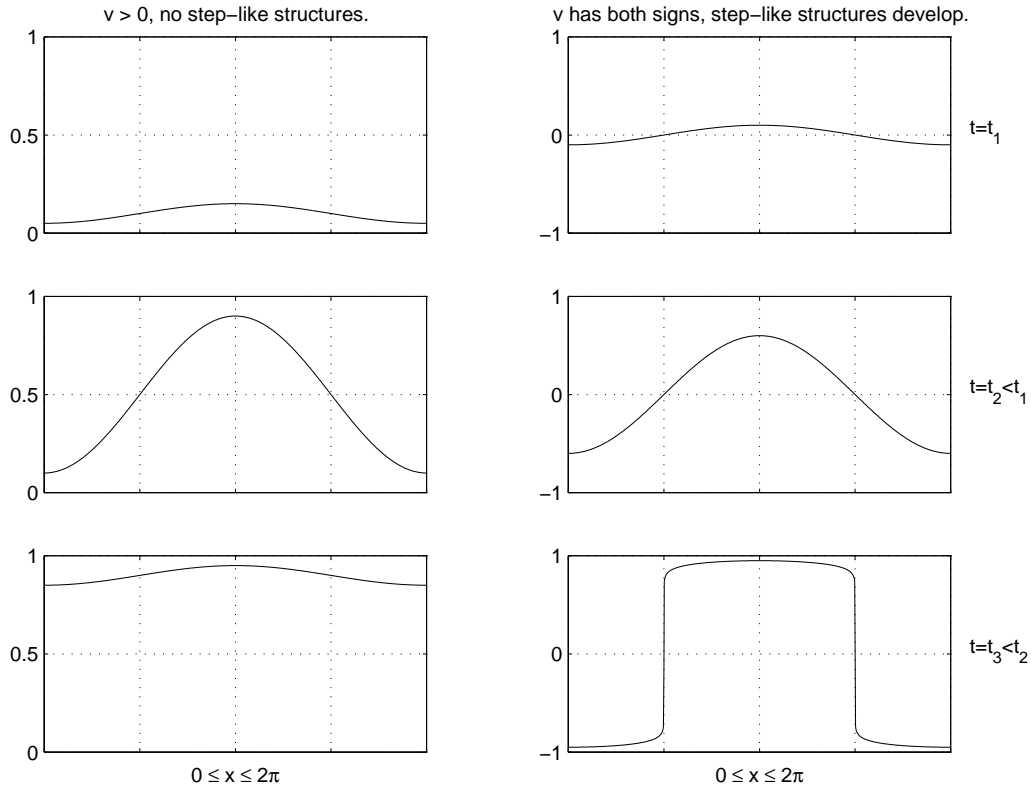 v > 0, no step−like structures.
v has both signs, step−like structures develop.
1
0.5
0
1
0
−1
t=t₁
1
0.5
0
1
0
−1
t=t₂<t₁
1
0.5
0
1
0
−1
t=t₃<t₂
0 ≤ x ≤ 2π
0 ≤ x ≤ 2π